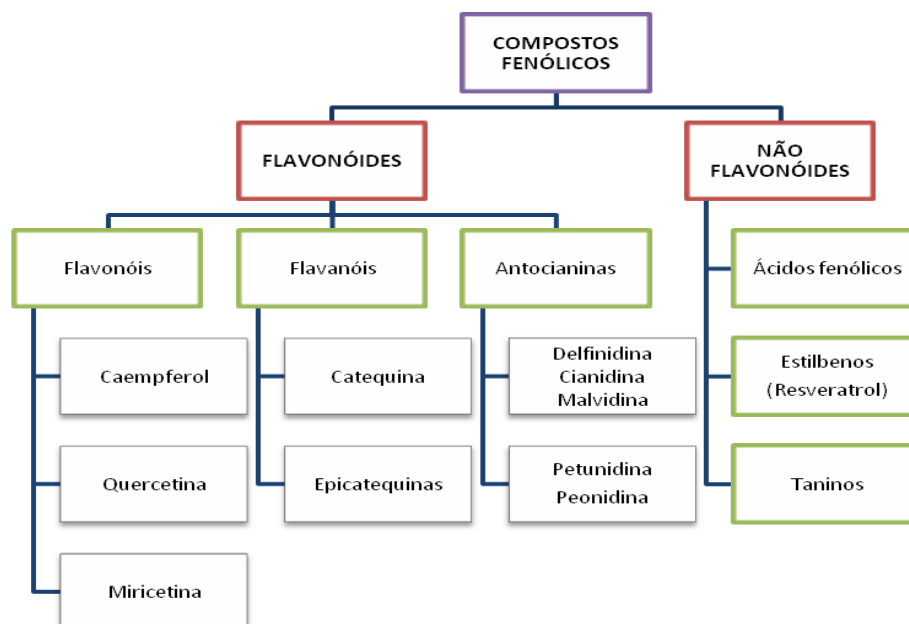 COMPOSTOS
FENÓLICOS
FLAVONÓIDES
NÃO
FLAVONÓIDES
Flavonóis
Flavanóis
Antocianinas
Ácidos fenólicos
Caempferol
Catequina
Delfinidina
Cianidina
Malvidina
Estilbenos
(Resveratrol)
Quercetina
Epicatequinas
Petunidina
Peonidina
Taninos
Miricetina